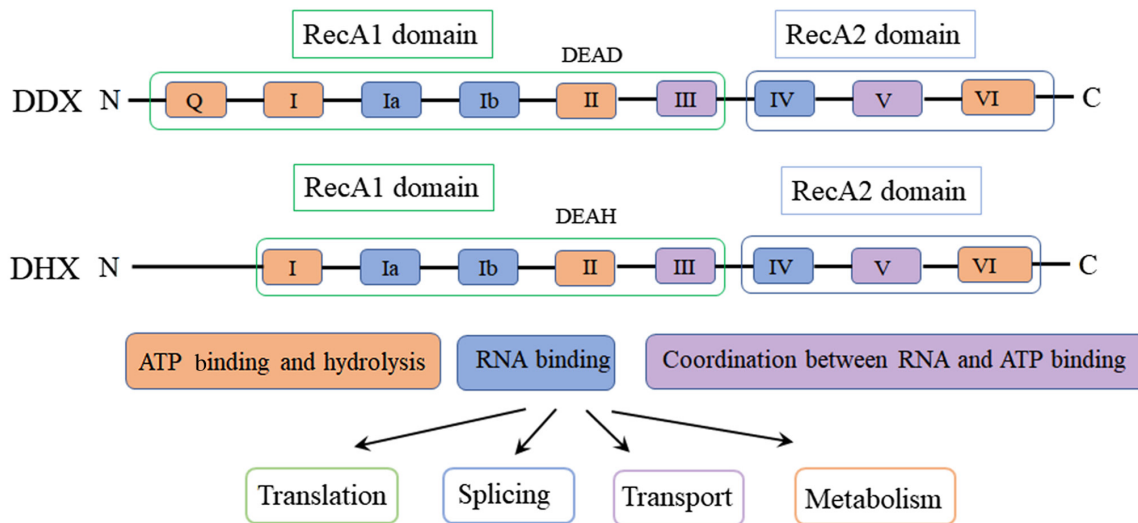 RecA1 domain
RecA2 domain
DEAD
DDX N Q I Ia Ib II III IV V VI C
RecA1 domain
RecA2 domain
DEAH
DHX N I Ia Ib II III IV V VI C
ATP binding and hydrolysis
RNA binding
Coordination between RNA and ATP binding
Translation
Splicing
Transport
Metabolism